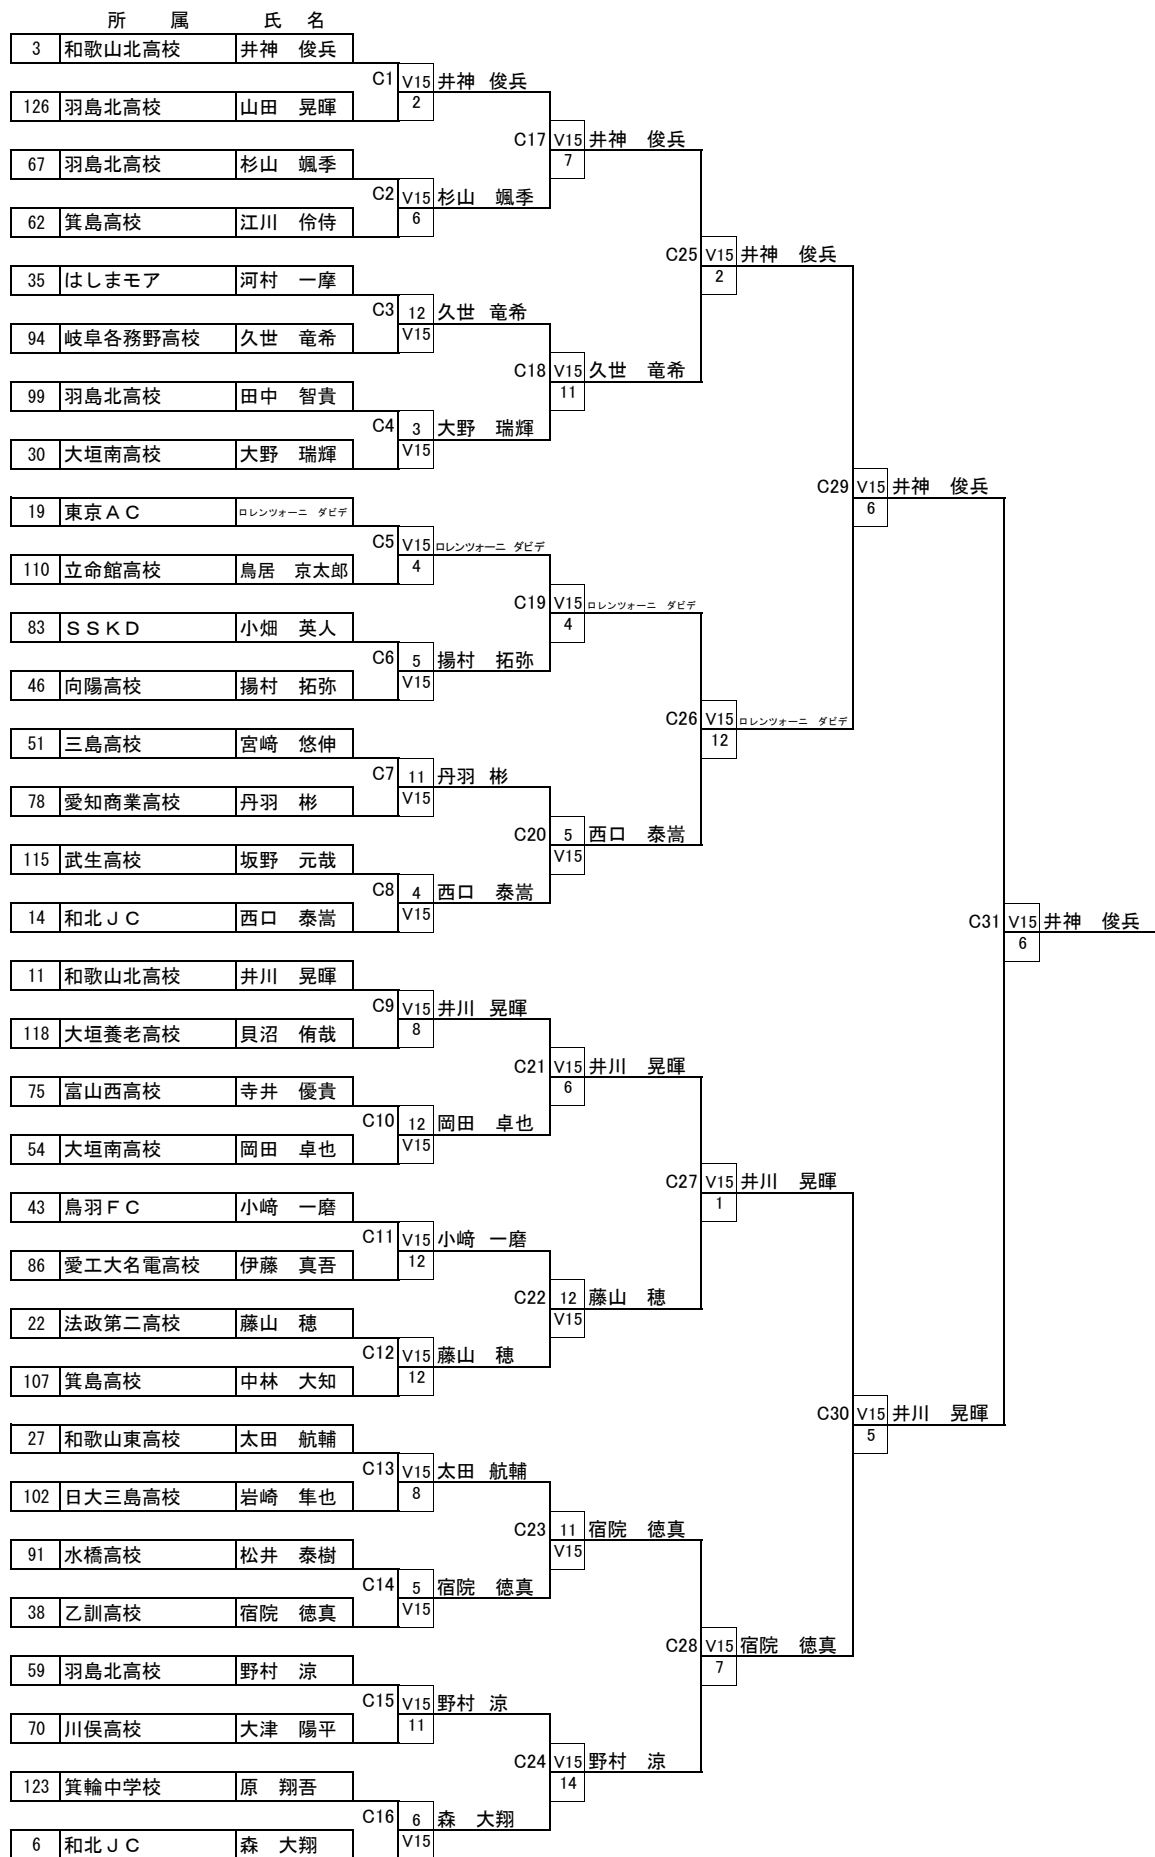 所　属　氏　名
3 和歌山北高校 井神　俊兵
C1 V15 井神　俊兵
2
126 羽島北高校 山田　晃暉
C17 V15 井神　俊兵
7
67 羽島北高校 杉山　颯季
C2 V15 杉山　颯季
6
62 箕島高校 江川　伶侍
C25 V15 井神　俊兵
2
35 はしまモア 河村　一摩
C3 12 久世　竜希
V15
94 岐阜各務野高校 久世　竜希
C18 V15 久世　竜希
11
99 羽島北高校 田中　智貴
C4 3 大野　瑞輝
V15
30 大垣南高校 大野　瑞輝
C29 V15 井神　俊兵
6
19 東京ＡＣ ロレンツォーニ　ダビデ
C5 V15 ロレンツォーニ　ダビデ
4
110 立命館高校 鳥居　京太郎
C19 V15 ロレンツォーニ　ダビデ
4
83 ＳＳＫＤ 小畑　英人
C6 5 揚村　拓弥
V15
46 向陽高校 揚村　拓弥
C26 V15 ロレンツォーニ　ダビデ
12
51 三島高校 宮﨑　悠伸
C7 11 丹羽　彬
V15
78 愛知商業高校 丹羽　彬
C20 5 西口　泰嵩
V15
115 武生高校 坂野　元哉
C8 4 西口　泰嵩
V15
14 和北ＪＣ 西口　泰嵩
C31 V15 井神　俊兵
6
11 和歌山北高校 井川　晃暉
C9 V15 井川　晃暉
8
118 大垣養老高校 貝沼　侑哉
C21 V15 井川　晃暉
6
75 富山西高校 寺井　優貴
C10 12 岡田　卓也
V15
54 大垣南高校 岡田　卓也
C27 V15 井川　晃暉
1
43 鳥羽ＦＣ 小﨑　一磨
C11 V15 小﨑　一磨
12
86 愛工大名電高校 伊藤　真吾
C22 12 藤山　穂
V15
22 法政第二高校 藤山　穂
C12 V15 藤山　穂
12
107 箕島高校 中林　大知
C30 V15 井川　晃暉
5
27 和歌山東高校 太田　航輔
C13 V15 太田　航輔
8
102 日大三島高校 岩崎　隼也
C23 11 宿院　徳真
V15
91 水橋高校 松井　泰樹
C14 5 宿院　徳真
V15
38 乙訓高校 宿院　徳真
C28 V15 宿院　徳真
7
59 羽島北高校 野村　涼
C15 V15 野村　涼
11
70 川俣高校 大津　陽平
C24 V15 野村　涼
14
123 箕輪中学校 原　翔吾
C16 6 森　大翔
V15
6 和北ＪＣ 森　大翔